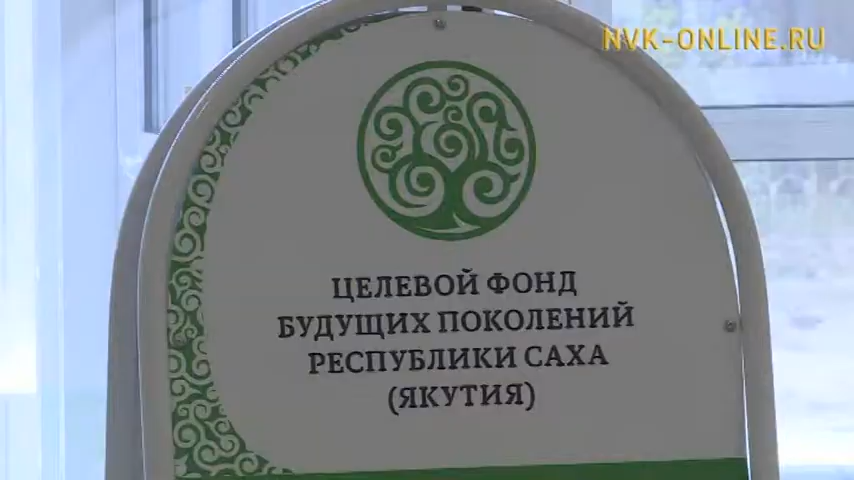 NVK-ONLINE.RU
ЦЕЛЕВОЙ ФОНД
БУДУЩИХ ПОКОЛЕНИЙ
РЕСПУБЛИКИ САХА
(ЯКУТИЯ)